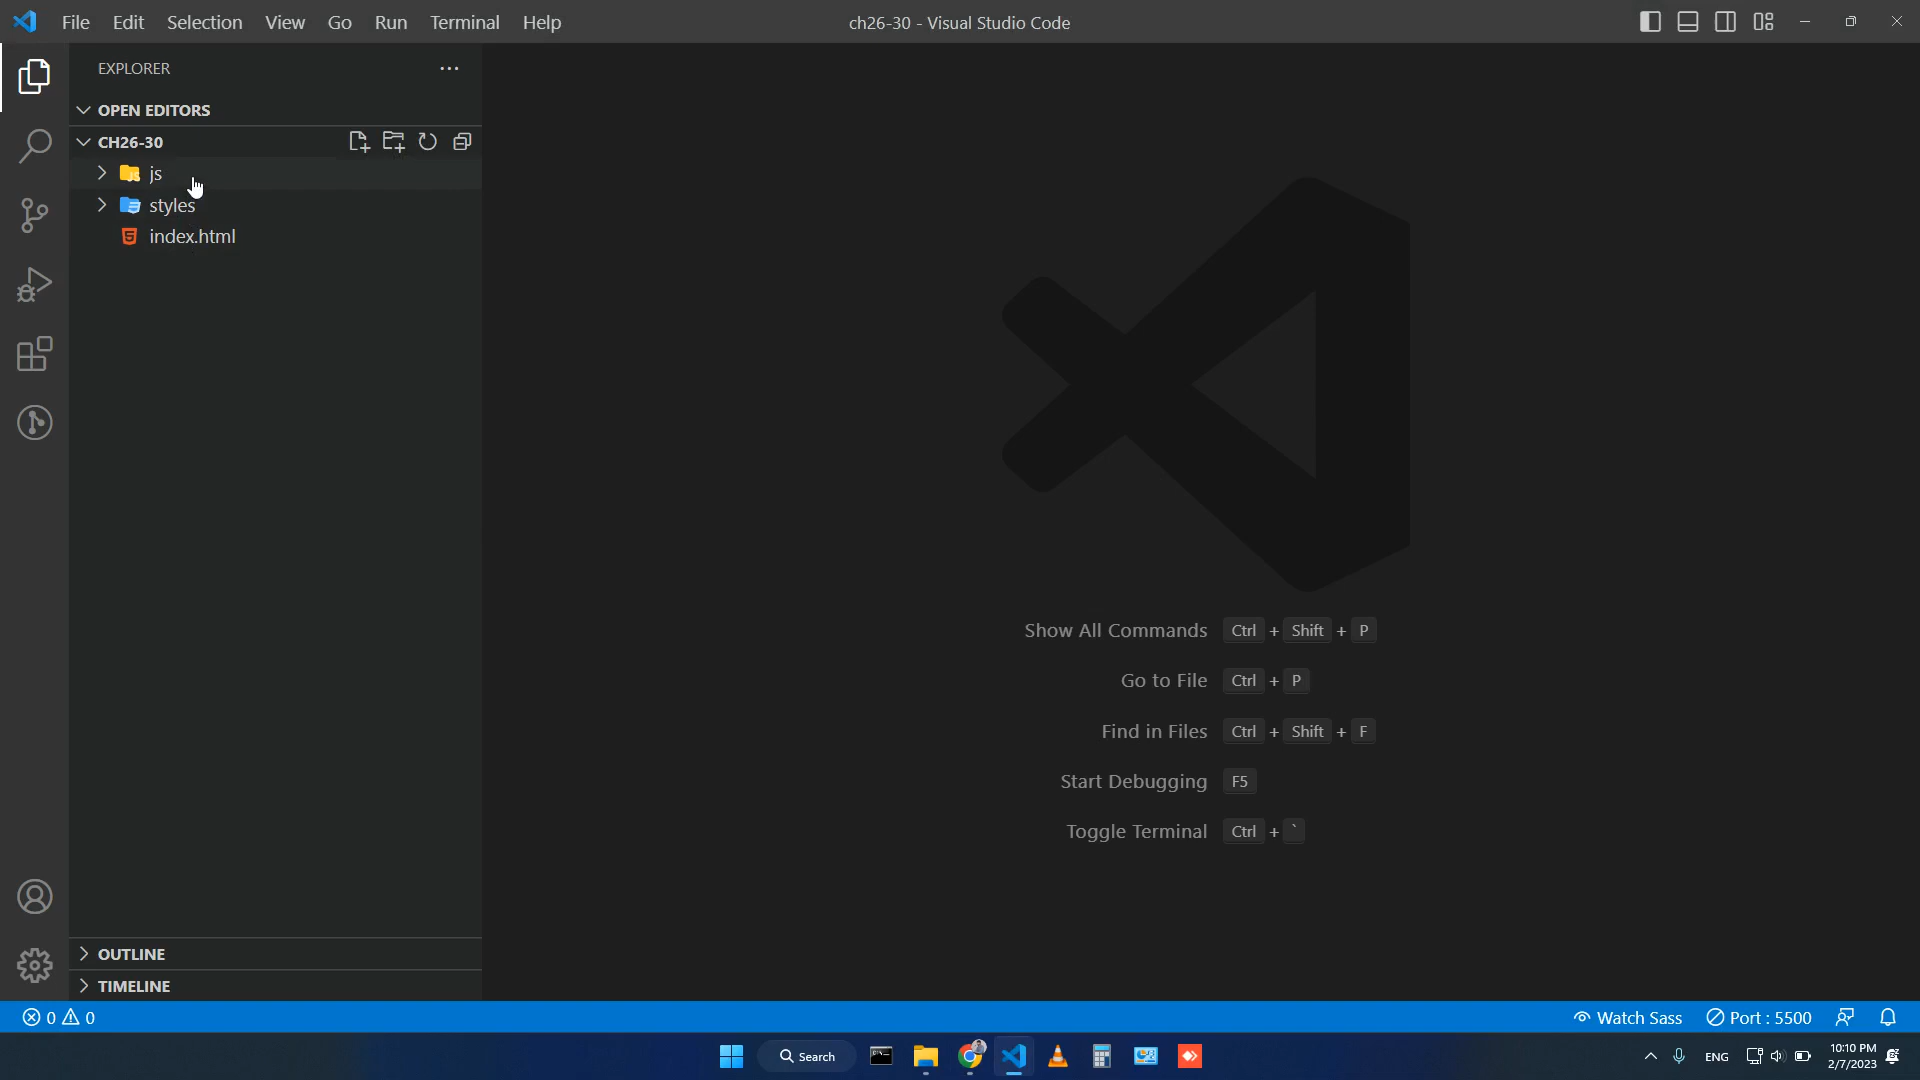 File Edit Selection View Go Run Terminal Help
ch26-30 - Visual Studio Code
EXPLORER
OPEN EDITORS
CH26-30
js
styles
index.html
Show All Commands Ctrl + Shift + P
Go to File Ctrl + P
Find in Files Ctrl + Shift + F
Start Debugging F5
Toggle Terminal Ctrl + `
OUTLINE
TIMELINE
0 0
Watch Sass
Port : 5500
Search
ENG
10:10 PM
2/7/2023